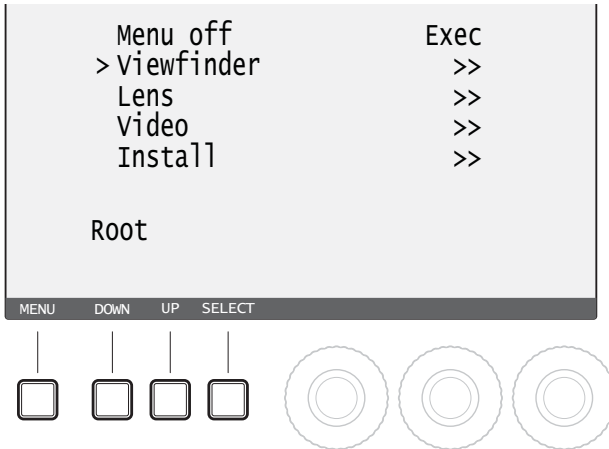 Menu off Exec
> Viewfinder >>
Lens >>
Video >>
Install >>
Root
MENU DOWN UP SELECT